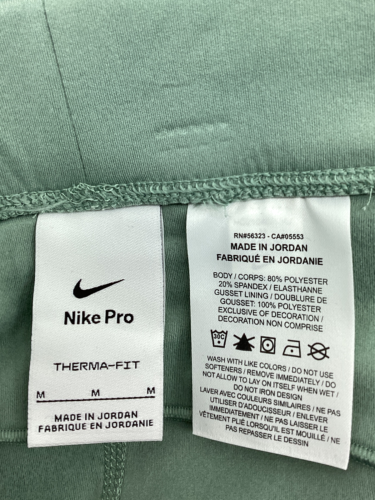 Nike Pro
THERMA-FIT
M M M
MADE IN JORDAN
FABRIQUE EN JORDANIE
RN#56323 - CA#05553
MADE IN JORDAN
FABRIQUÉ EN JORDANIE
BODY / CORPS: 80% POLYESTER
20% SPANDEX / ELASTHANNE
GUSSET LINING / DOUBLURE DE
GOUSSET: 100% POLYESTER
EXCLUSIVE OF DECORATION /
DECORATION NON COMPRISE
30C
WASH WITH LIKE COLORS / DO NOT USE
SOFTENERS / REMOVE IMMEDIATELY / DO
NOT ALLOW TO LAY ON ITSELF WHEN WET /
DO NOT IRON DESIGN
LAVER AVEC COULEURS SIMILAIRES / NE PAS
UTILISER D'ADOUCISSEUR / ENLEVER
IMMEDIATEMENT / NE PAS LAISSER LE
VÊTEMENT PLIÉ LORSQU'IL EST MOUILLÉ / NE
PAS REPASSER LE DESSIN